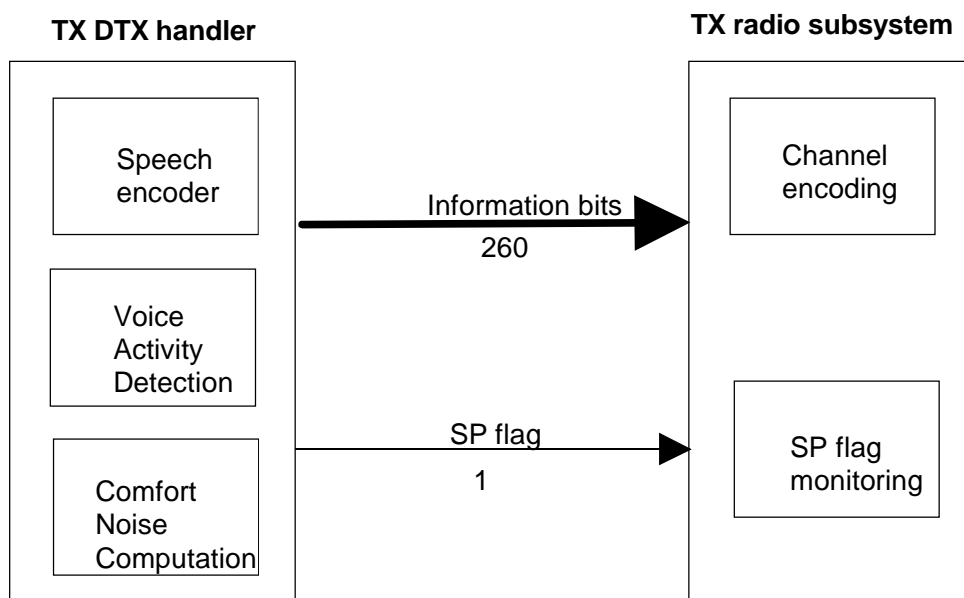 TX DTX handler
TX radio subsystem
Speech
encoder
Channel
encoding
Information bits
260
Voice
Activity
Detection
SP flag
1
SP flag
monitoring
Comfort
Noise
Computation